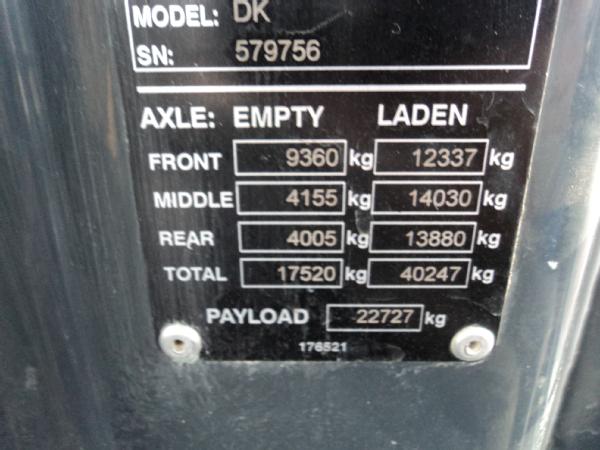 MODEL: DK
SN: 579756
AXLE: EMPTY LADEN
FRONT 9360 kg 12337 kg
MIDDLE 4155 kg 14030 kg
REAR 4005 kg 13880 kg
TOTAL 17520 kg 40247 kg
PAYLOAD 22727 kg
176521